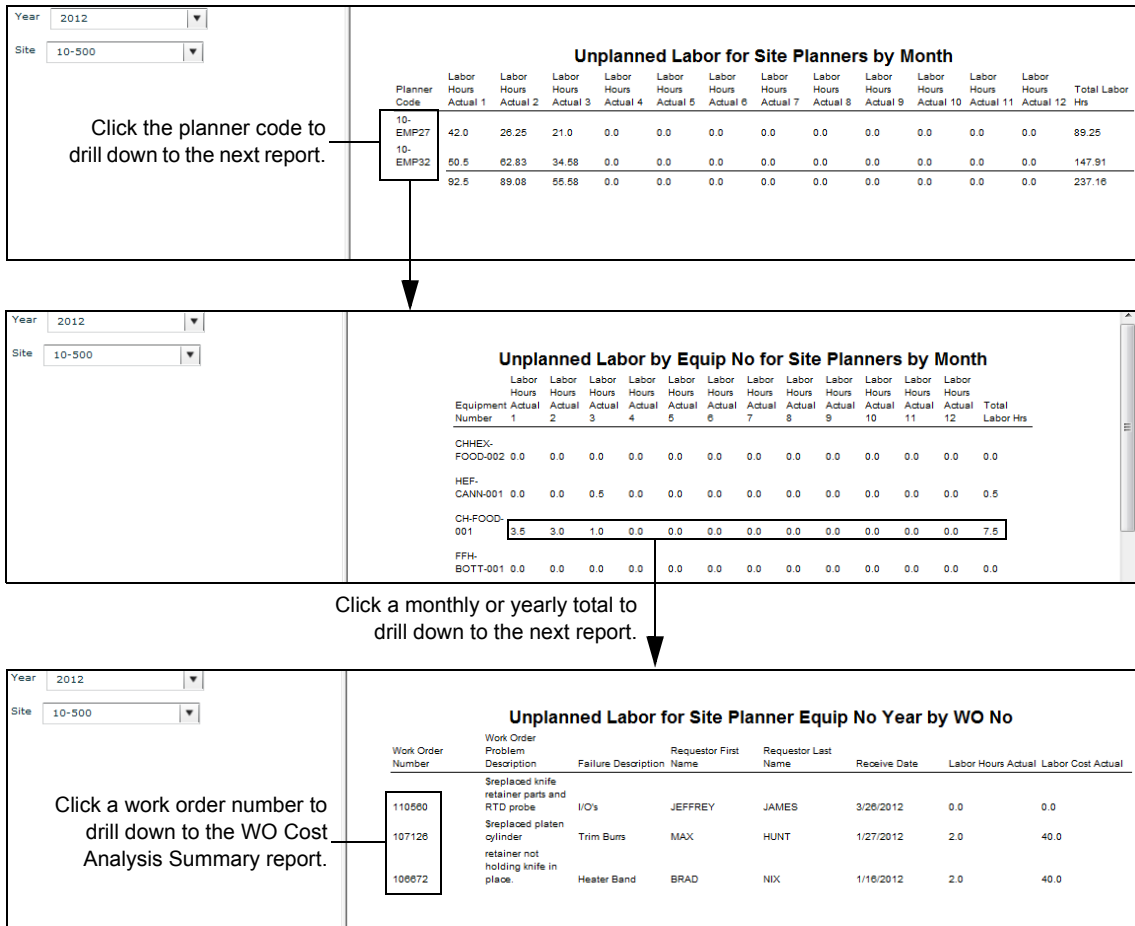 Year 2012
Site 10-500
Unplanned Labor for Site Planners by Month
Labor Labor Labor Labor Labor Labor Labor Labor Labor Labor Labor Labor
Planner Hours Hours Hours Hours Hours Hours Hours Hours Hours Hours Hours Hours Total Labor
Code Actual 1 Actual 2 Actual 3 Actual 4 Actual 5 Actual 6 Actual 7 Actual 8 Actual 9 Actual 10 Actual 11 Actual 12 Hrs
10-
EMP27 42.0 26.25 21.0 0.0 0.0 0.0 0.0 0.0 0.0 0.0 0.0 0.0 89.25
10-
EMP32 50.5 62.83 34.58 0.0 0.0 0.0 0.0 0.0 0.0 0.0 0.0 0.0 147.91
92.5 89.08 55.58 0.0 0.0 0.0 0.0 0.0 0.0 0.0 0.0 0.0 237.16
Click the planner code to
drill down to the next report.
Year 2012
Site 10-500
Unplanned Labor by Equip No for Site Planners by Month
Labor Labor Labor Labor Labor Labor Labor Labor Labor Labor Labor Labor
Hours Hours Hours Hours Hours Hours Hours Hours Hours Hours Hours Hours
Equipment Actual Actual Actual Actual Actual Actual Actual Actual Actual Actual Actual Actual Total
Number 1 2 3 4 5 6 7 8 9 10 11 12 Labor Hrs
CHHEX-
FOOD-002 0.0 0.0 0.0 0.0 0.0 0.0 0.0 0.0 0.0 0.0 0.0 0.0 0.0
HEF-
CANN-001 0.0 0.0 0.5 0.0 0.0 0.0 0.0 0.0 0.0 0.0 0.0 0.0 0.5
CH-FOOD-
001 3.5 3.0 1.0 0.0 0.0 0.0 0.0 0.0 0.0 0.0 0.0 0.0 7.5
FFH-
BOTT-001 0.0 0.0 0.0 0.0 0.0 0.0 0.0 0.0 0.0 0.0 0.0 0.0 0.0
Click a monthly or yearly total to
drill down to the next report.
Year 2012
Site 10-500
Unplanned Labor for Site Planner Equip No Year by WO No
Work Order
Work Order Problem Requestor First Requestor Last
Number Description Failure Description Name Name Receive Date Labor Hours Actual Labor Cost Actual
$replaced knife
retainer parts and
110560 RTD probe I/O's JEFFREY JAMES 3/26/2012 0.0 0.0
$replaced platen
107126 cylinder Trim Burrs MAX HUNT 1/27/2012 2.0 40.0
retainer not
holding knife in
106672 place. Heater Band BRAD NIX 1/16/2012 2.0 40.0
Click a work order number to
drill down to the WO Cost
Analysis Summary report.